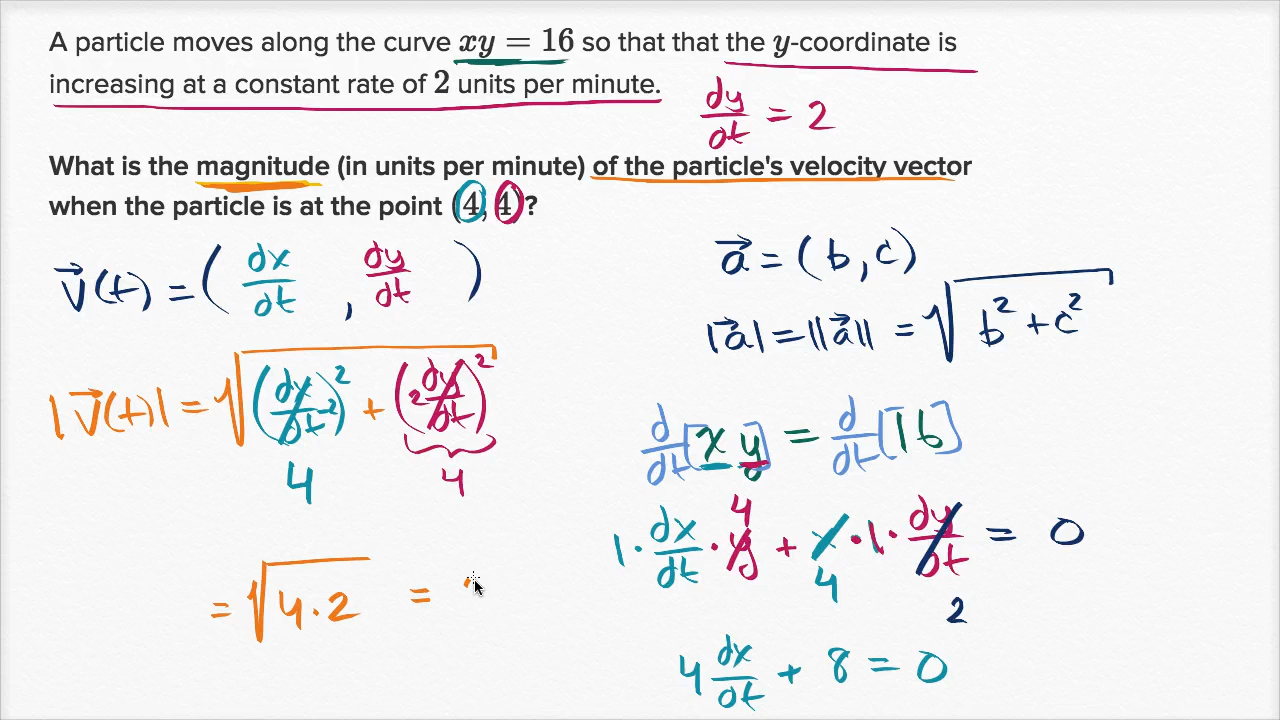 A particle moves along the curve xy = 16 so that that the y-coordinate is
increasing at a constant rate of 2 units per minute.
dy/dt = 2
What is the magnitude (in units per minute) of the particle's velocity vector
when the particle is at the point (4, 4)?
v⃗(t) = ( dx/dt , dy/dt )
|v⃗(t)| = √((dx/dt)² + (dy/dt)²)
-2 2
4 4
= √4·2 =
a⃗ = (b, c)
|a⃗| = ||a⃗|| = √b² + c²
d/dt[xy] = d/dt[16]
4
1 · dx/dt · y + x · 1 · dy/dt = 0
4 2
4 dx/dt + 8 = 0